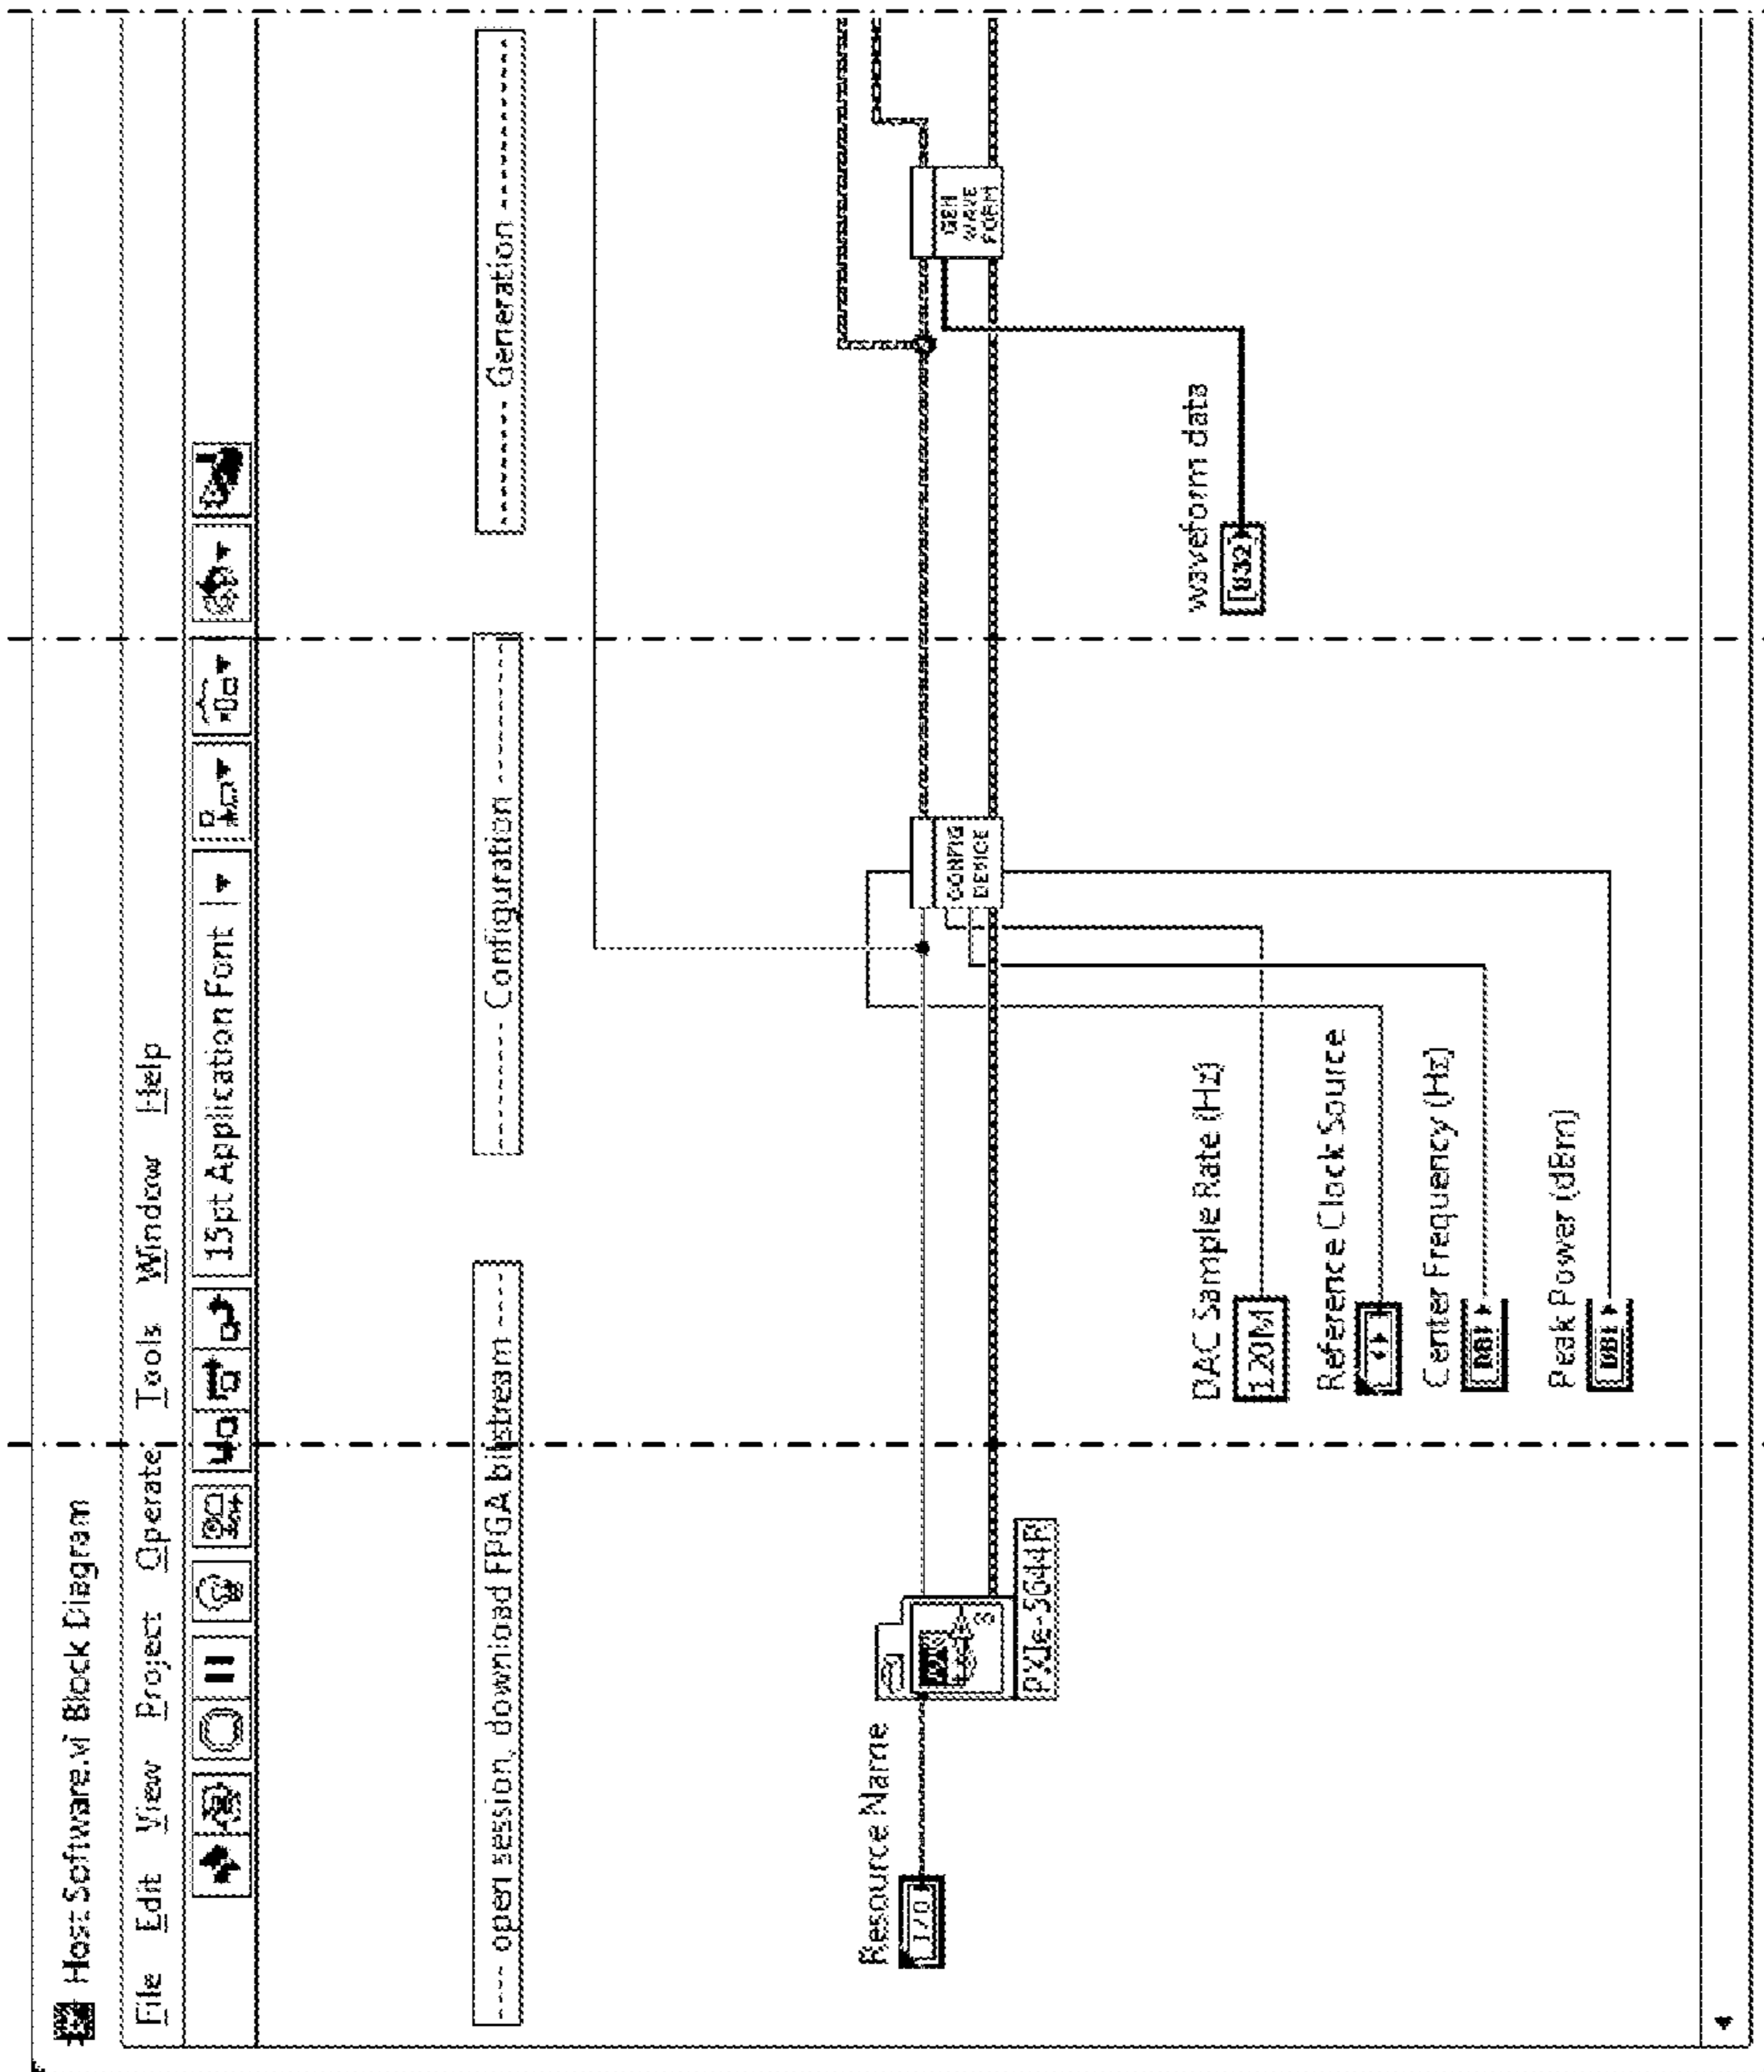 Host Software.vi Block Diagram
File Edit View Project Operate Tools Window Help
15pt Application Font
---- open session, download FPGA bitstream ----
------- Configuration -----------
-------- Generation -----------
Resource Name
I/O
PXIe-5644R
CONFIG
DEVICE
GEN
WAVE
FORM
DAC Sample Rate (Hz)
120M
Reference Clock Source
Center Frequency (Hz)
DBL
Peak Power (dBm)
DBL
waveform data
[U32]